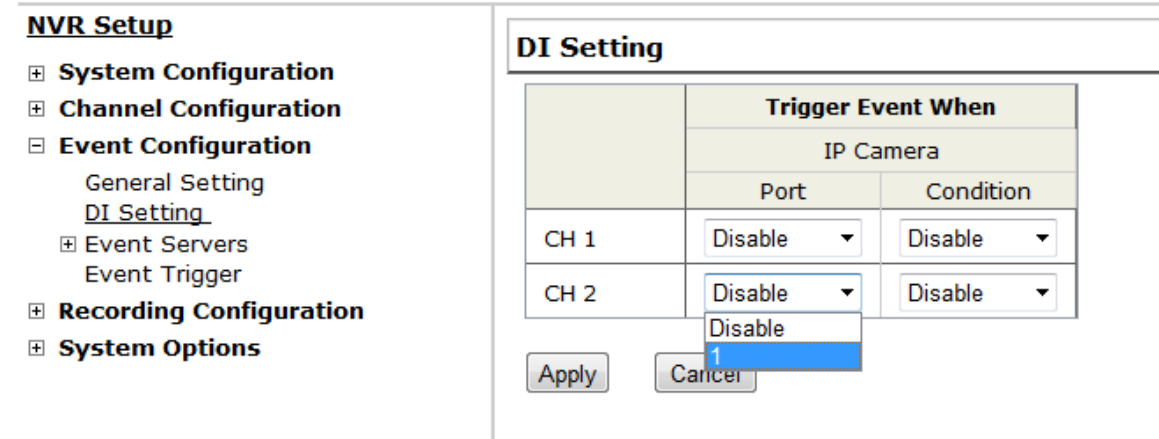 NVR Setup
System Configuration
Channel Configuration
Event Configuration
General Setting
DI Setting
Event Servers
Event Trigger
Recording Configuration
System Options
DI Setting
Trigger Event When
IP Camera
Port Condition
CH 1 Disable Disable
CH 2 Disable Disable
Disable
1
Apply Cancel